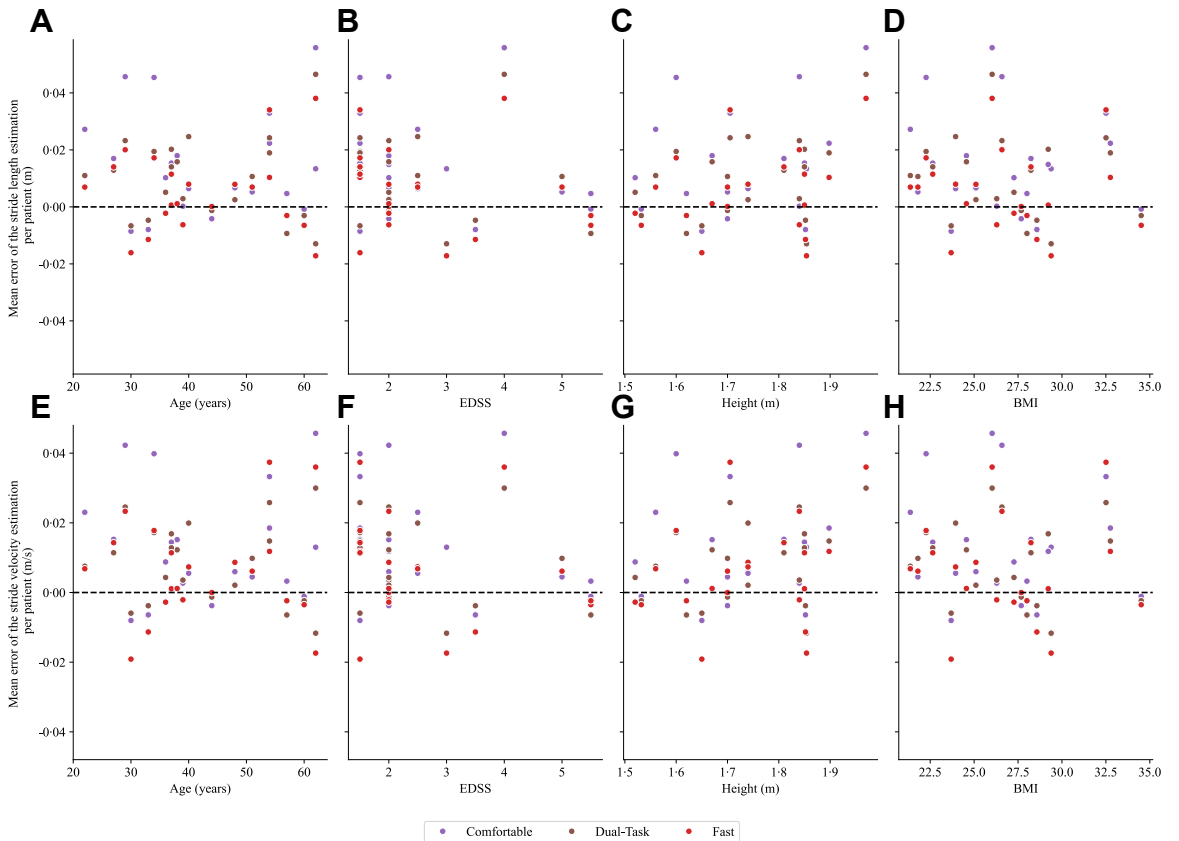 A B C D
Mean error of the stride length estimation
per patient (m)
0·04
0·02
0·00
-0·02
-0·04
20 30 40 50 60
2 3 4 5
1·5 1·6 1·7 1·8 1·9
22.5 25.0 27.5 30.0 32.5 35.0
Age (years) EDSS Height (m) BMI
E F G H
Mean error of the stride velocity estimation
per patient (m/s)
0·04
0·02
0·00
-0·02
-0·04
20 30 40 50 60
2 3 4 5
1·5 1·6 1·7 1·8 1·9
22.5 25.0 27.5 30.0 32.5 35.0
Age (years) EDSS Height (m) BMI
Comfortable Dual-Task Fast